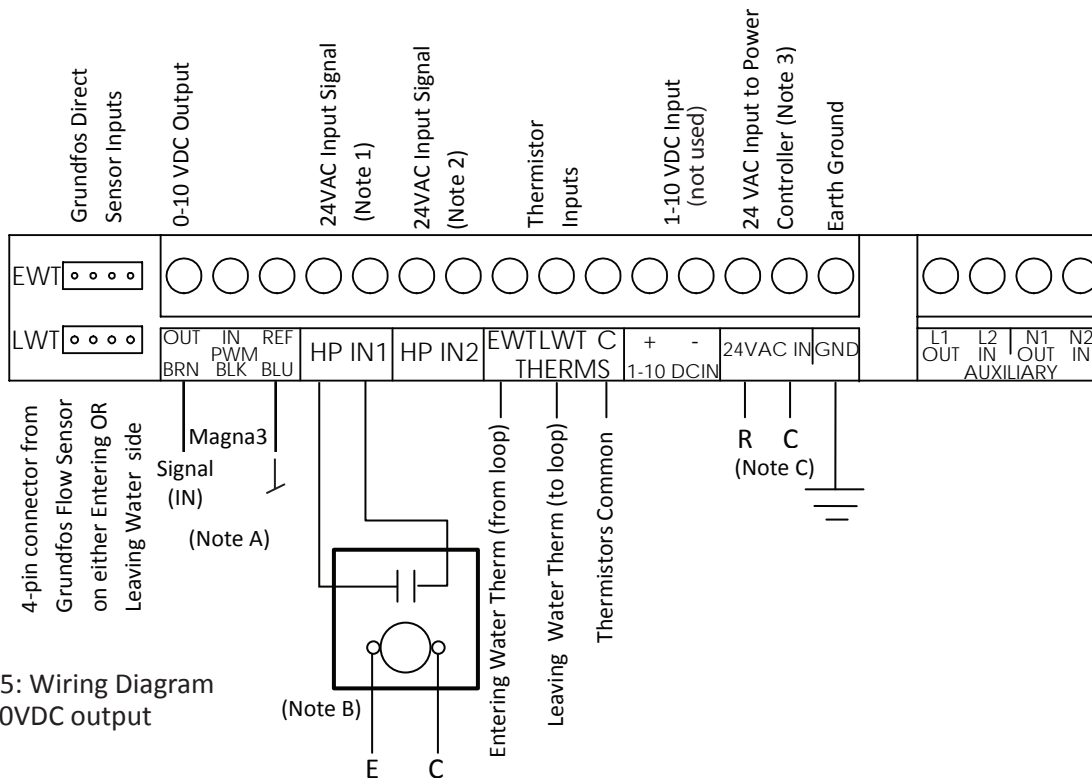 Grundfos Direct
Sensor Inputs
0-10 VDC Output
24VAC Input Signal
(Note 1)
24VAC Input Signal
(Note 2)
Thermistor
Inputs
1-10 VDC Input
(not used)
24 VAC Input to Power
Controller (Note 3)
Earth Ground
EWT
LWT
OUT IN REF
PWM
BRN BLK BLU
HP IN1
HP IN2
EWT LWT C
THERMS
+ -
1-10 DCIN
24VAC IN
GND
L1 L2 N1 N2
OUT IN OUT IN
AUXILIARY
4-pin connector from
Grundfos Flow Sensor
on either Entering OR
Leaving Water side
Magna3
Signal
(IN)
(Note A)
Entering Water Therm (from loop)
Leaving Water Therm (to loop)
Thermistors Common
R C
(Note C)
(Note B)
E C
5: Wiring Diagram
0VDC output